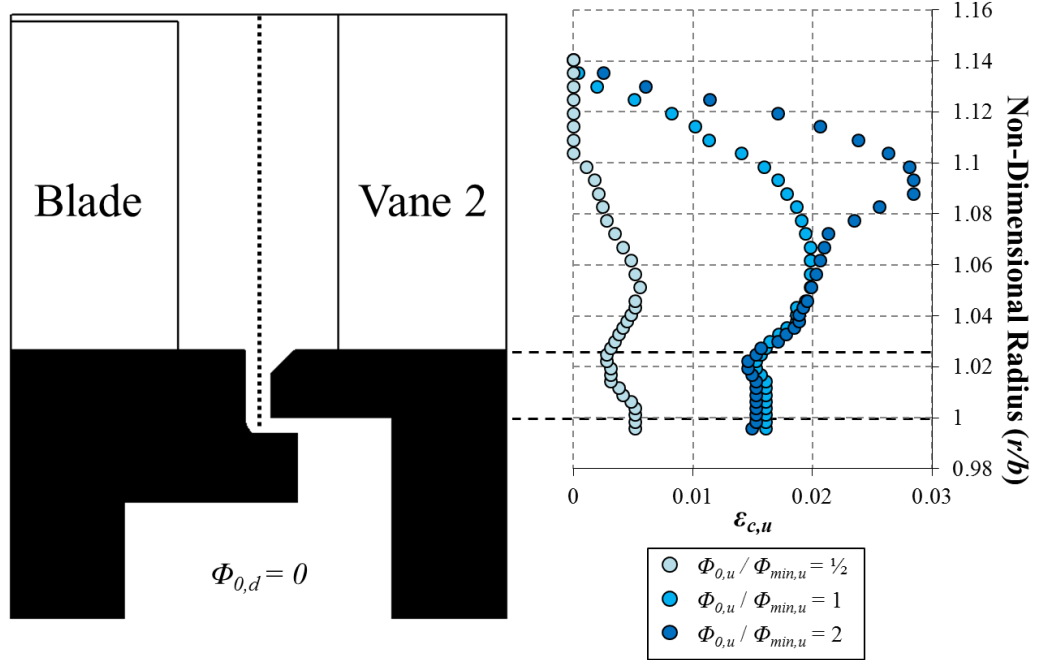 Blade
Vane 2
Φ0,d = 0
1.16
1.14
1.12
1.1
1.08
1.06
1.04
1.02
1
0.98
Non-Dimensional Radius (r/b)
0 0.01 0.02 0.03
εc,u
Φ0,u / Φmin,u = ½
Φ0,u / Φmin,u = 1
Φ0,u / Φmin,u = 2